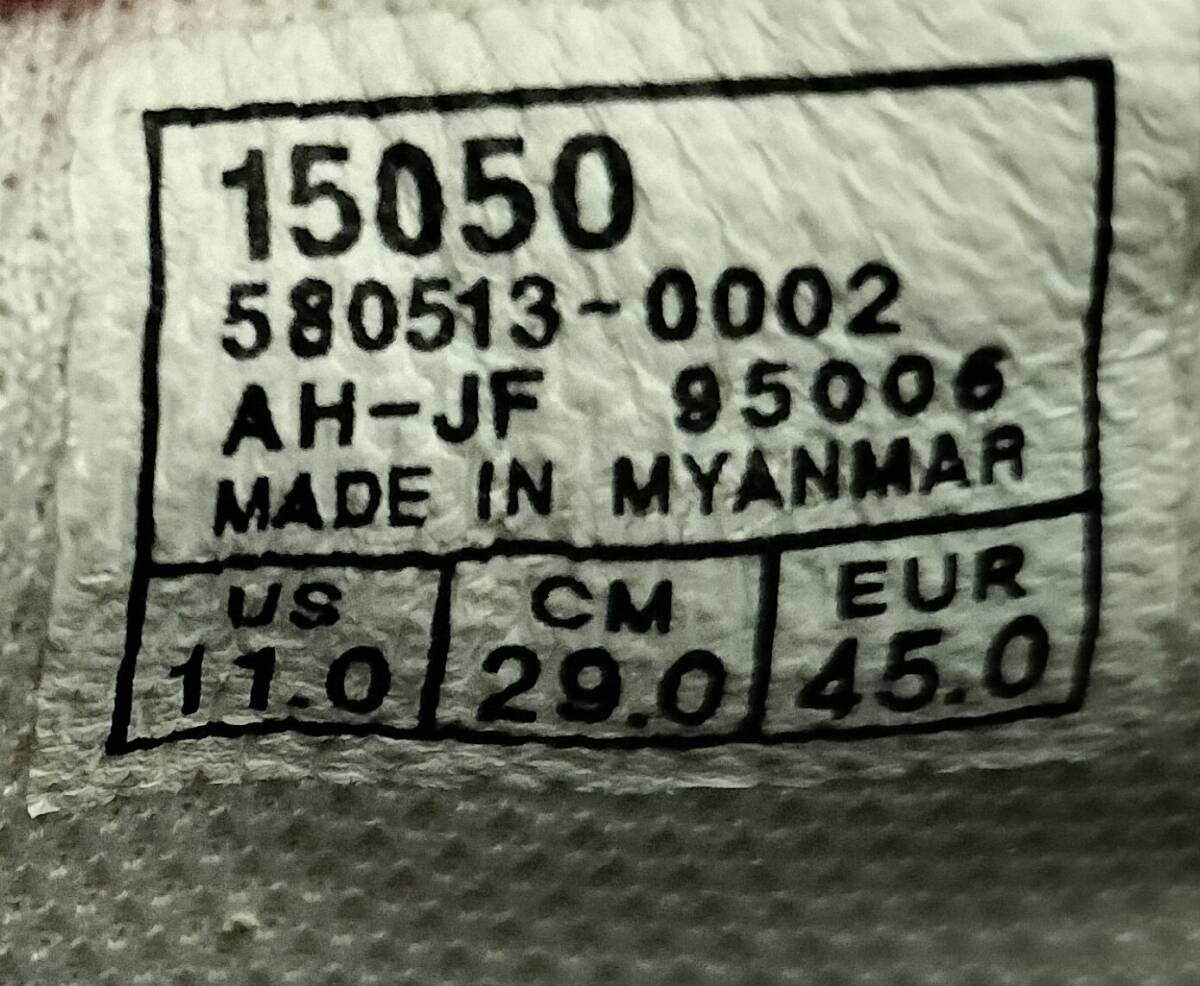 15050
580513-0002
AH-JF 95006
MADE IN MYANMAR
US CM EUR
11.0 29.0 45.0